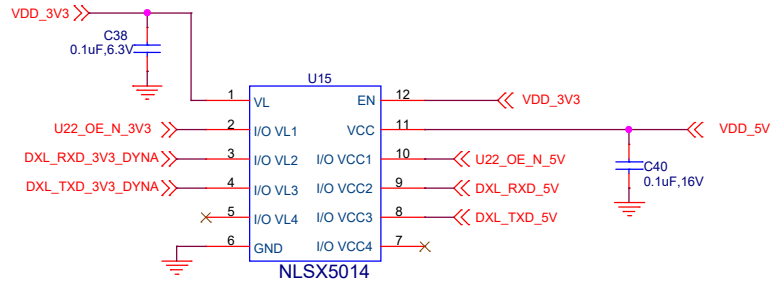 VDD_3V3
C38
0.1uF,6.3V
U15
1 VL EN 12 VDD_3V3
U22_OE_N_3V3 2 I/O VL1 VCC 11 VDD_5V
DXL_RXD_3V3_DYNA 3 I/O VL2 I/O VCC1 10 U22_OE_N_5V
DXL_TXD_3V3_DYNA 4 I/O VL3 I/O VCC2 9 DXL_RXD_5V
5 I/O VL4 I/O VCC3 8 DXL_TXD_5V
6 GND I/O VCC4 7
C40
0.1uF,16V
NLSX5014